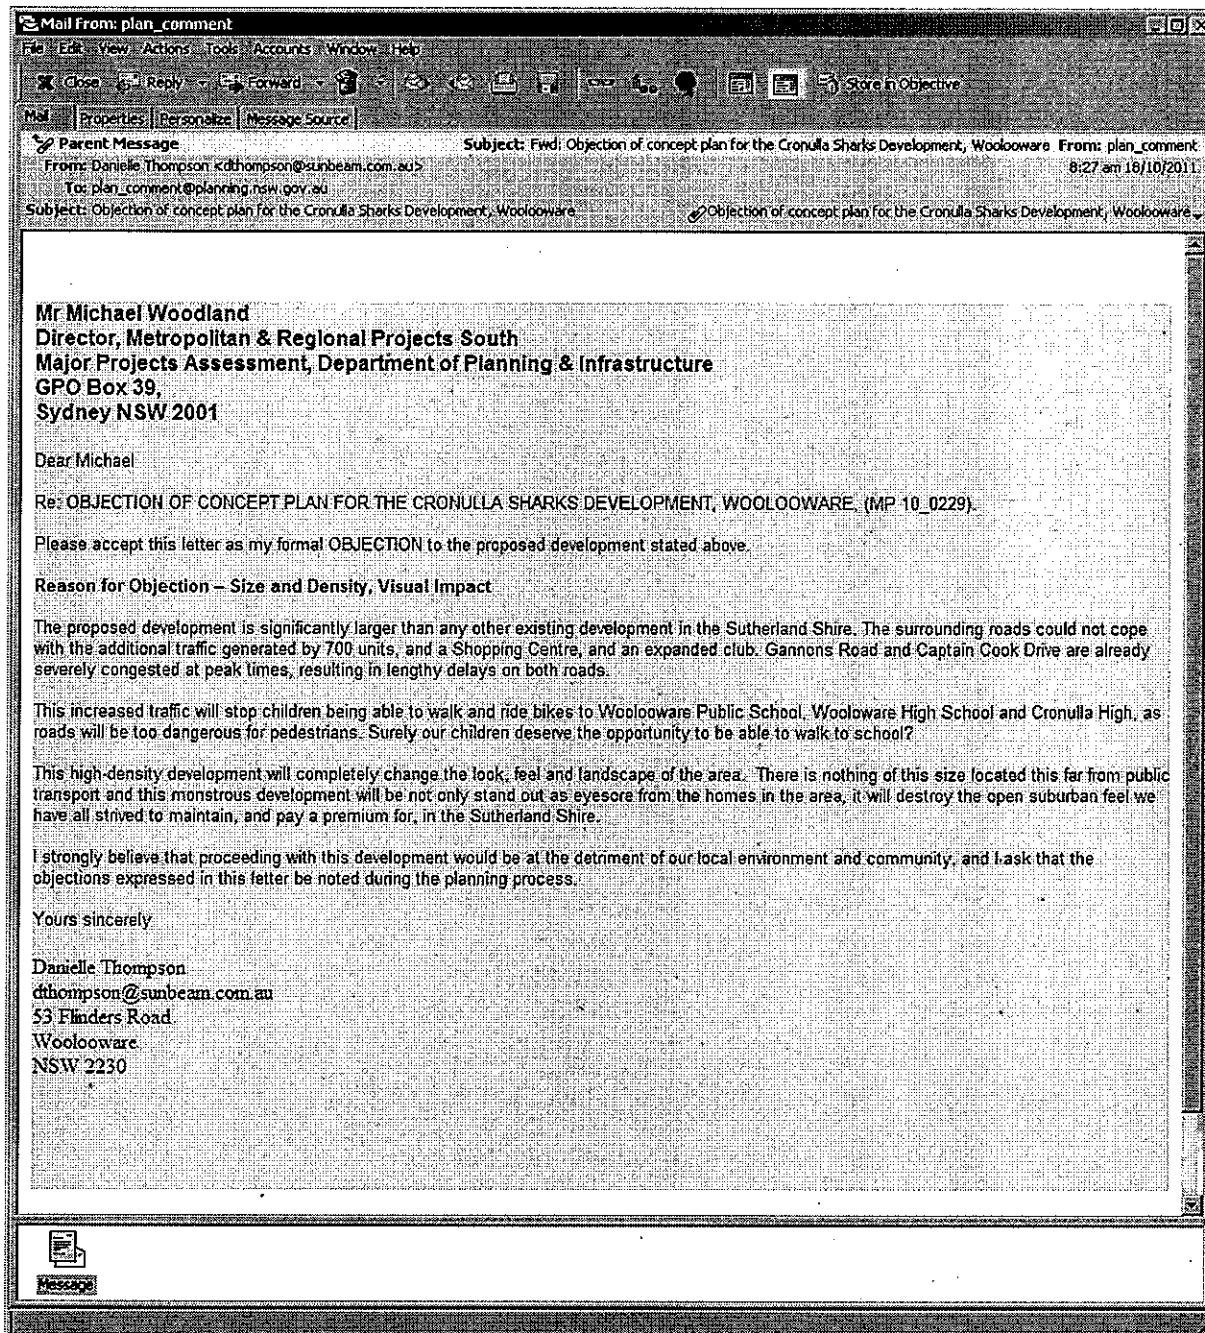 Mail From: plan_comment
File Edit View Actions Tools Accounts Window Help
Close Reply Forward Store in Objective
Mail Properties Personalize Message Source
Parent Message Subject: Fwd: Objection of concept plan for the Cronulla Sharks Development, Woolooware From: plan_comment
From: Danielle Thompson <dthompson@sunbeam.com.au> 8:27 am 18/10/2011
To: plan_comment@planning.nsw.gov.au
Subject: Objection of concept plan for the Cronulla Sharks Development, Woolooware Objection of concept plan for the Cronulla Sharks Development, Woolooware
Mr Michael Woodland
Director, Metropolitan & Regional Projects South
Major Projects Assessment, Department of Planning & Infrastructure
GPO Box 39,
Sydney NSW 2001
Dear Michael
Re: OBJECTION OF CONCEPT PLAN FOR THE CRONULLA SHARKS DEVELOPMENT, WOOLOOWARE, (MP 10_0229).
Please accept this letter as my formal OBJECTION to the proposed development stated above.
Reason for Objection – Size and Density, Visual Impact
The proposed development is significantly larger than any other existing development in the Sutherland Shire. The surrounding roads could not cope
with the additional traffic generated by 700 units, and a Shopping Centre, and an expanded club. Gannons Road and Captain Cook Drive are already
severely congested at peak times, resulting in lengthy delays on both roads.
This increased traffic will stop children being able to walk and ride bikes to Woolooware Public School, Wooloware High School and Cronulla High, as
roads will be too dangerous for pedestrians. Surely our children deserve the opportunity to be able to walk to school?
This high-density development will completely change the look, feel and landscape of the area. There is nothing of this size located this far from public
transport and this monstrous development will be not only stand out as eyesore from the homes in the area, it will destroy the open suburban feel we
have all strived to maintain, and pay a premium for, in the Sutherland Shire.
I strongly believe that proceeding with this development would be at the detriment of our local environment and community, and I ask that the
objections expressed in this letter be noted during the planning process.
Yours sincerely
Danielle Thompson
dthompson@sunbeam.com.au
53 Flinders Road
Woolooware
NSW 2230
Message